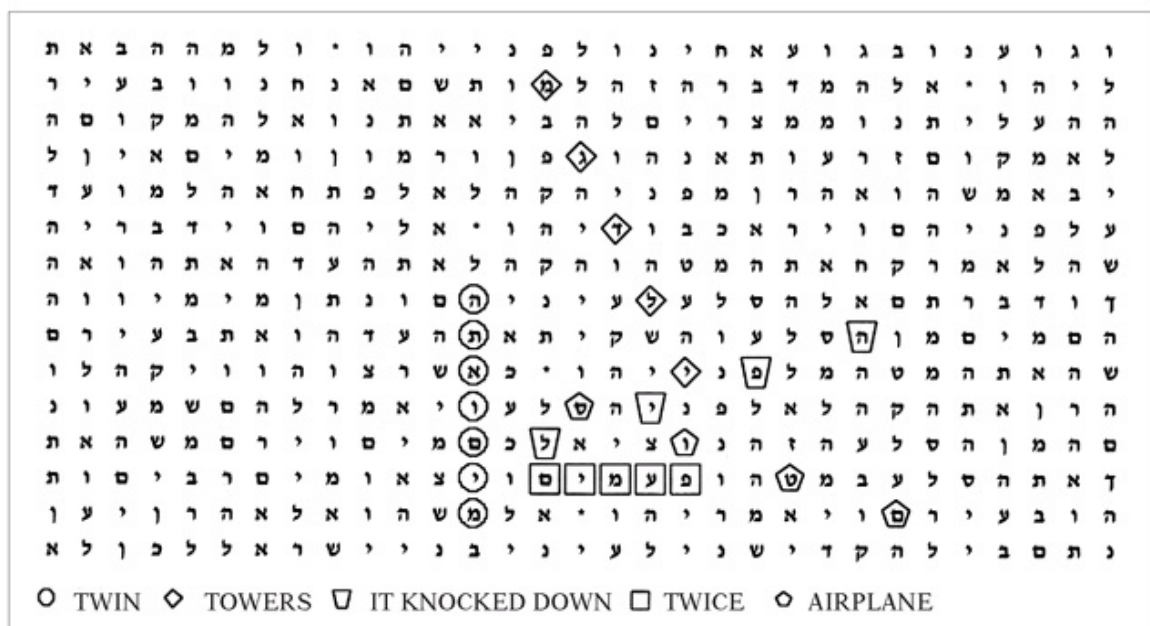 ו ג ו ע נ ו ב ג ו ע א ח י נ ו ל פ נ י י ה ו · ו ל מ ה ה ב א ת
ל י ה ו · א ל ה מ ד ב ר ה ז ה ל מ ו ת ש ם א נ ח נ ו ו ב ע י ר
ה ה ע ל י ת נ ו מ מ צ ר י ם ל ה ב י א א ת נ ו א ל ה מ ק ו ם ה
ל א מ ק ו ם ז ר ע ו ת א נ ה ו ג פ ן ו ר מ ו ן ו מ י ם א י ן ל
י ב א מ ש ה ו א ה ר ן מ פ נ י ה ק ה ל א ל פ ת ח א ה ל מ ו ע ד
ע ל פ נ י ה ם ו י ר א כ ב ו ד י ה ו · א ל י ה ם ו י ד ב ר י ה
ש ה ל א מ ר ק ח א ת ה מ ט ה ו ה ק ה ל א ת ה ע ד ה א ת ה ו א ה
ך ו ד ב ר ת ם א ל ה ס ל ע ל ע י נ י ה ם ו נ ת ן מ י מ י ו ו ה
ה ם מ י ם מ ן ה ס ל ע ו ה ש ק י ת א ת ה ע ד ה ו א ת ב ע י ר ם
ש ה א ת ה מ ט ה מ ל פ נ י י ה ו · כ א ש ר צ ו ה ו ו י ק ה ל ו
ה ר ן א ת ה ק ה ל א ל פ נ י ה ס ל ע ו י א מ ר ל ה ם ש מ ע ו נ
ם ה מ ן ה ס ל ע ה ז ה נ ו צ י א ל כ ם מ י ם ו י ר ם מ ש ה א ת
ך א ת ה ס ל ע ב מ ט ה ו פ ע מ י ם ו י צ א ו מ י ם ר ב י ם ו ת
ה ו ב ע י ר ם ו י א מ ר י ה ו · א ל מ ש ה ו א ל א ה ר ן י ע ן
נ ת ם ב י ל ה ק ד י ש נ י ל ע י נ י ב נ י י ש ר א ל ל כ ן ל א
TWIN TOWERS IT KNOCKED DOWN TWICE AIRPLANE